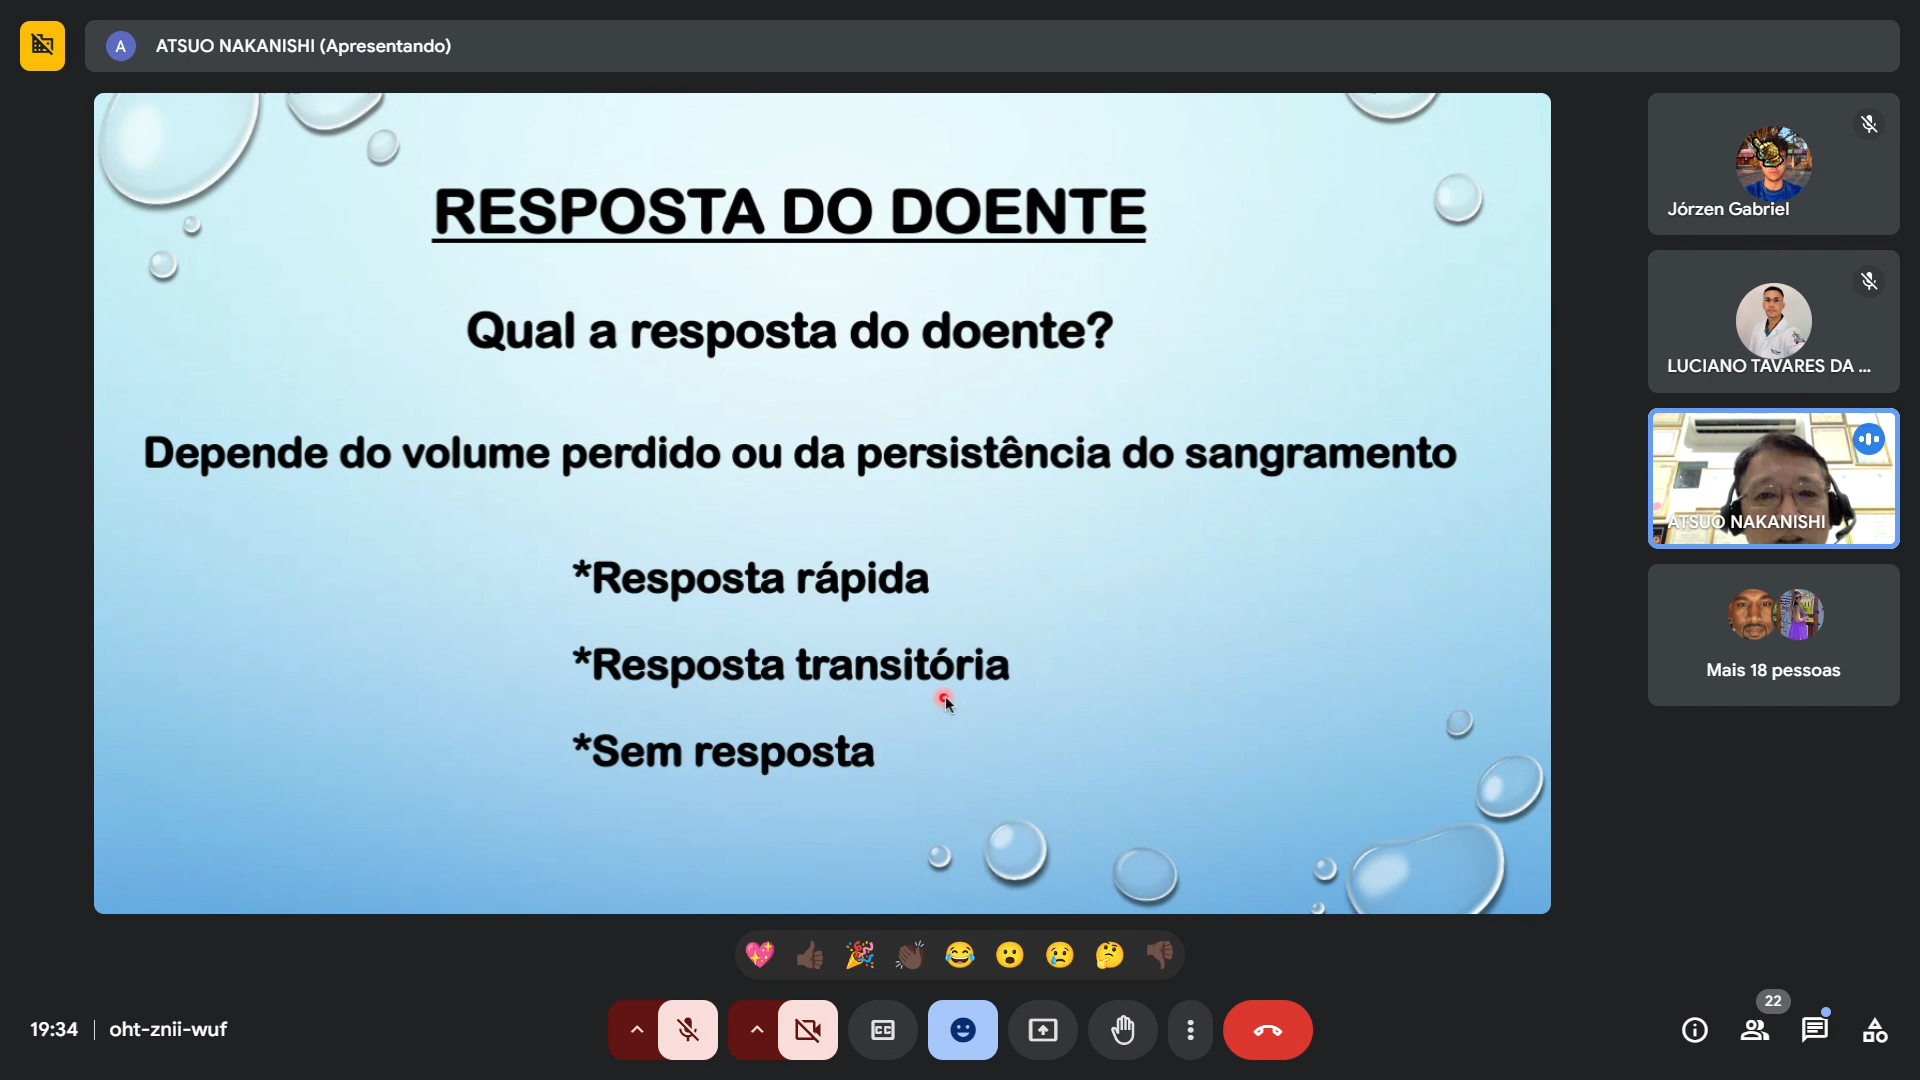 A ATSUO NAKANISHI (Apresentando)
RESPOSTA DO DOENTE
Qual a resposta do doente?
Depende do volume perdido ou da persistência do sangramento
*Resposta rápida
*Resposta transitória
*Sem resposta
Jórzen Gabriel
LUCIANO TAVARES DA ...
ATSUO NAKANISHI
Mais 18 pessoas
19:34 | oht-znii-wuf
CC
22